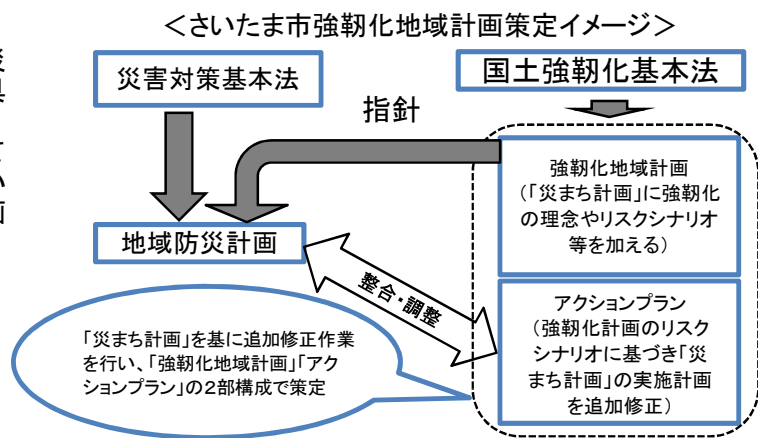 ＜さいたま市強靭化地域計画策定イメージ＞
災害対策基本法
国土強靭化基本法
指針
強靭化地域計画
（「災まち計画」に強靭化
の理念やリスクシナリオ
等を加える）
地域防災計画
整合・調整
アクションプラン
（強靭化計画のリスク
シナリオに基づき「災
まち計画」の実施計画
を追加修正）
「災まち計画」を基に追加修正作業
を行い、「強靭化地域計画」「アク
ションプラン」の２部構成で策定